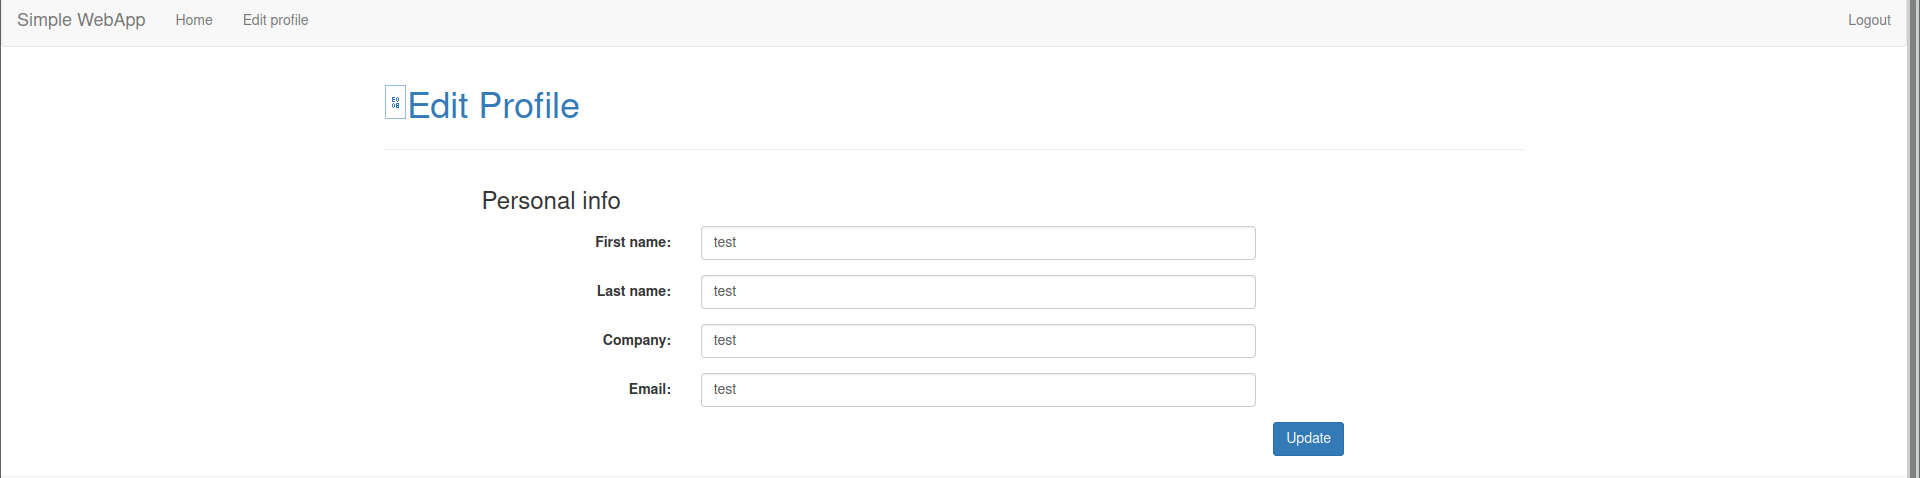 Simple WebApp Home Edit profile Logout
Edit Profile
Personal info
First name: test
Last name: test
Company: test
Email: test
Update